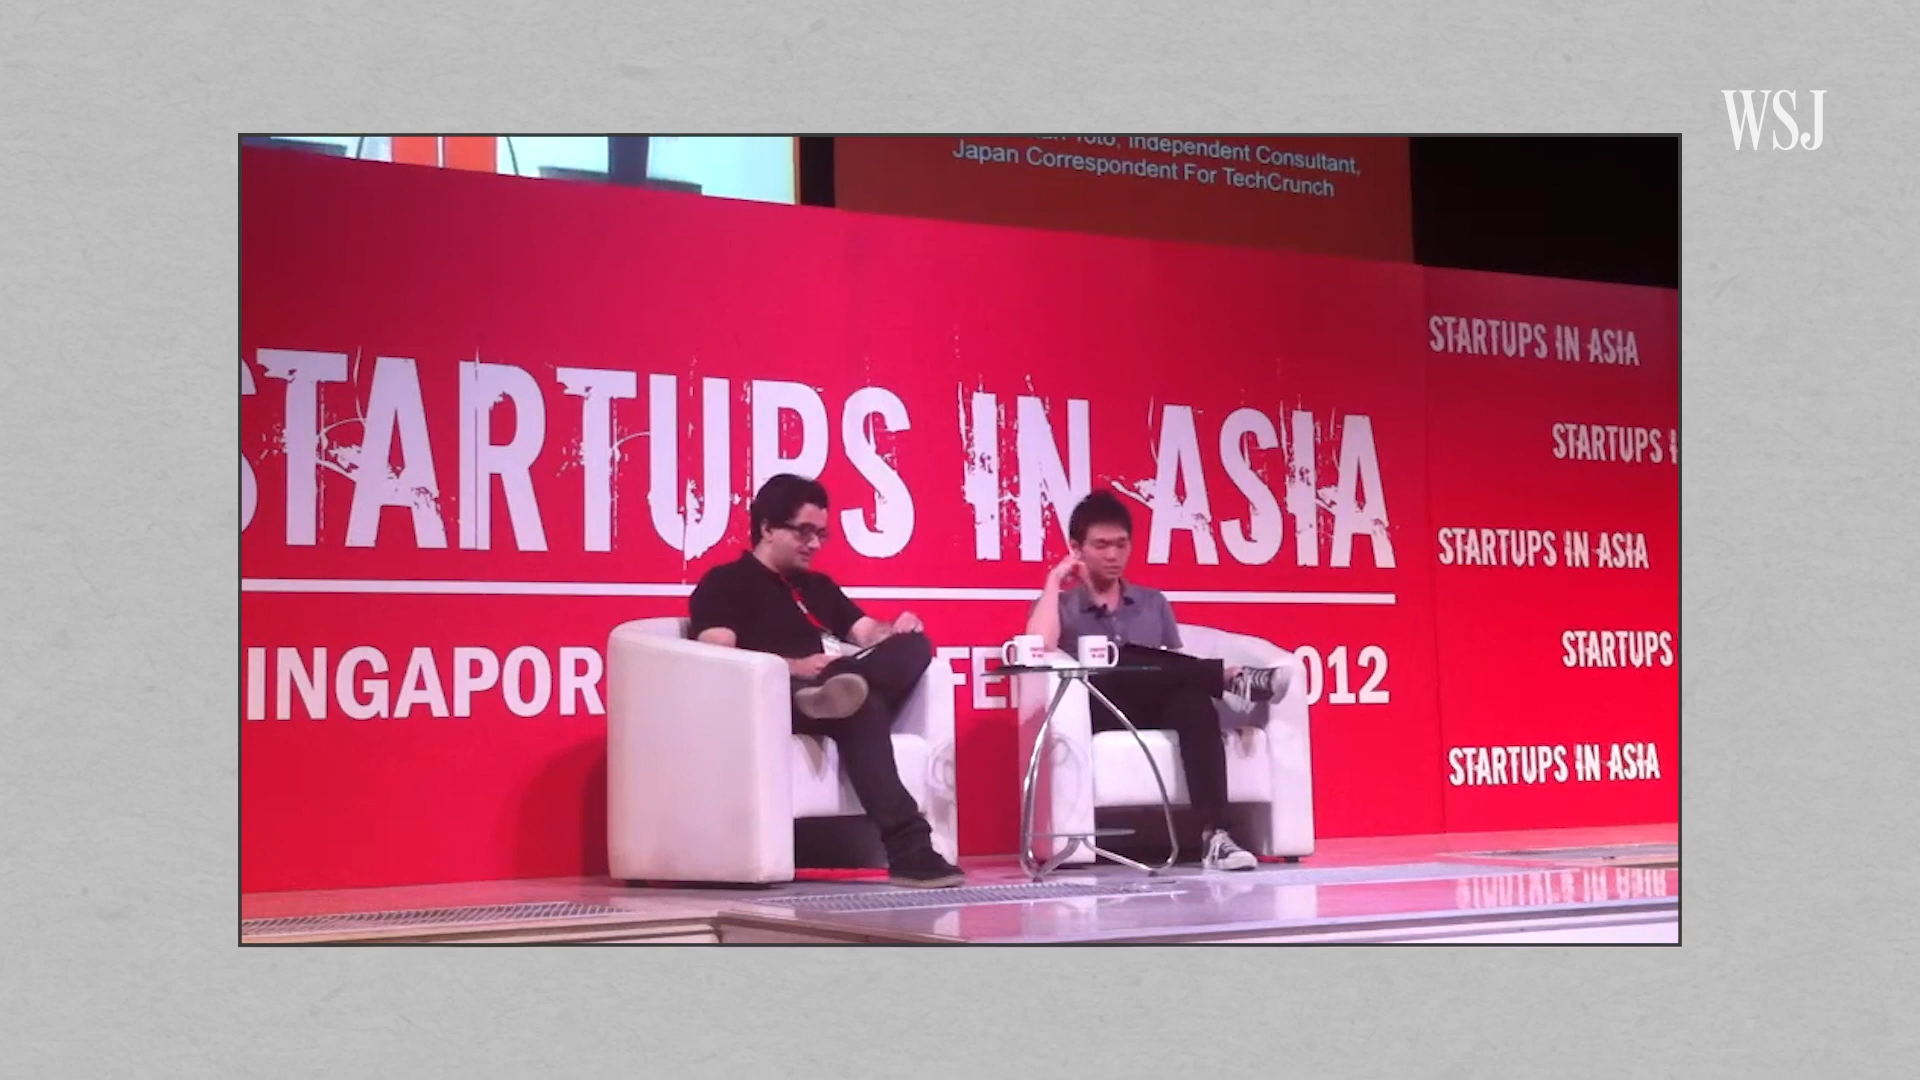 WSJ
Toto, Independent Consultant,
Japan Correspondent For TechCrunch
STARTUPS IN ASIA
INGAPOR FE 012
STARTUPS IN ASIA
STARTUPS
STARTUPS IN ASIA
STARTUPS
STARTUPS IN ASIA